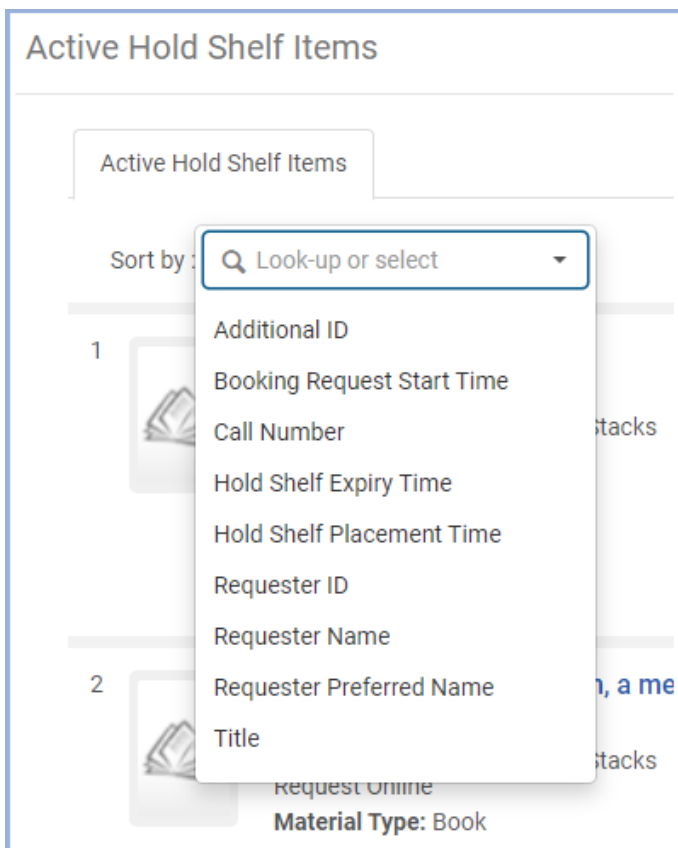 Active Hold Shelf Items
Active Hold Shelf Items
Sort by : Look-up or select
Additional ID
Booking Request Start Time
Call Number
Hold Shelf Expiry Time
Hold Shelf Placement Time
Requester ID
Requester Name
Requester Preferred Name
Title
1
Stacks
2
, a me
Stacks
Request Online
Material Type: Book